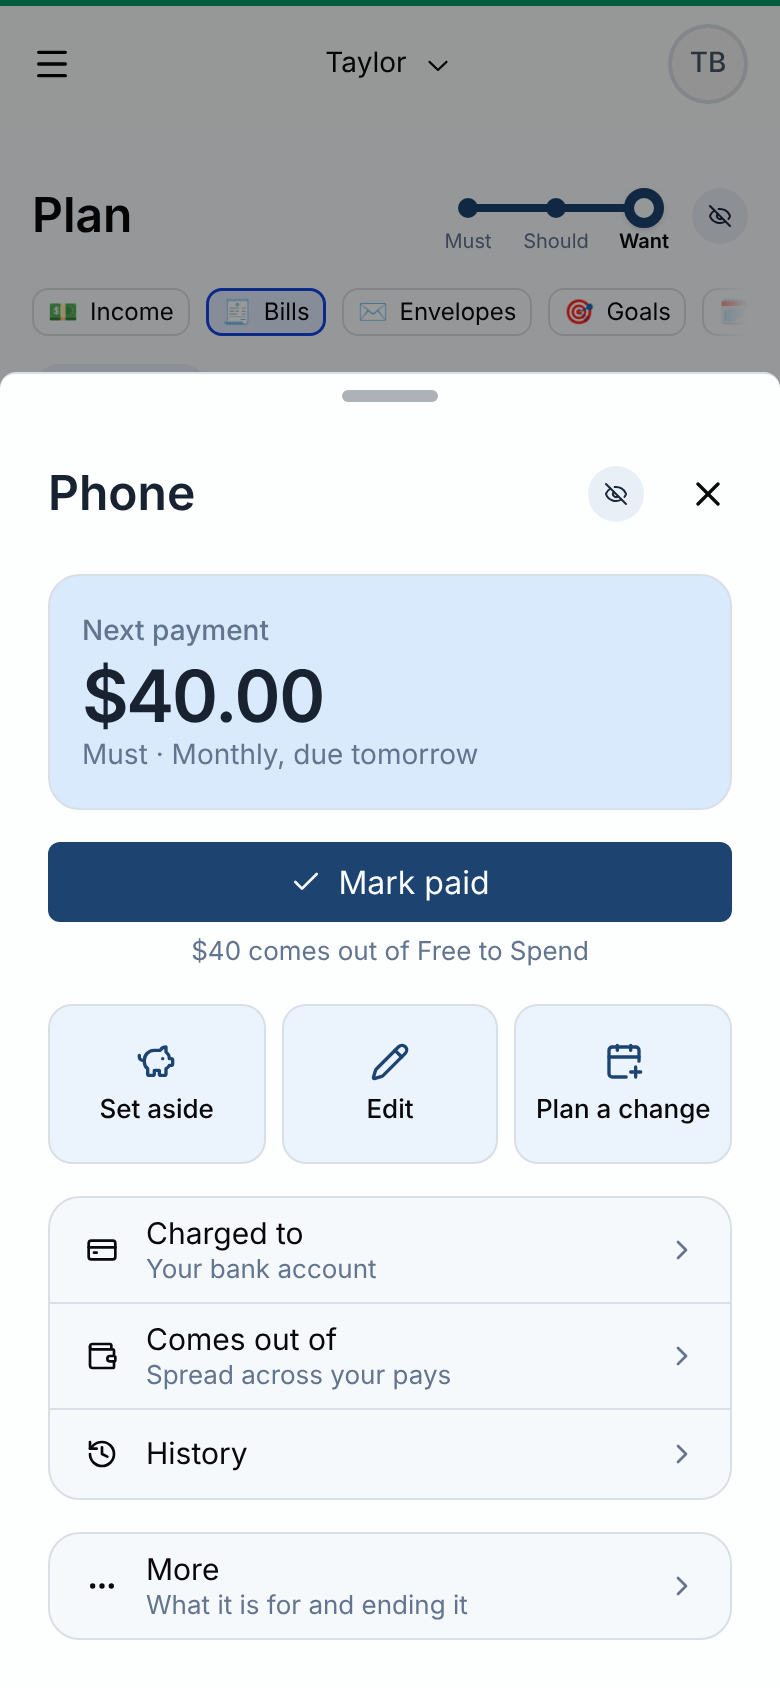 Taylor
TB
Plan
Must Should Want
Income Bills Envelopes Goals
Phone
Next payment
$40.00
Must · Monthly, due tomorrow
Mark paid
$40 comes out of Free to Spend
Set aside Edit Plan a change
Charged to
Your bank account
Comes out of
Spread across your pays
History
More
What it is for and ending it